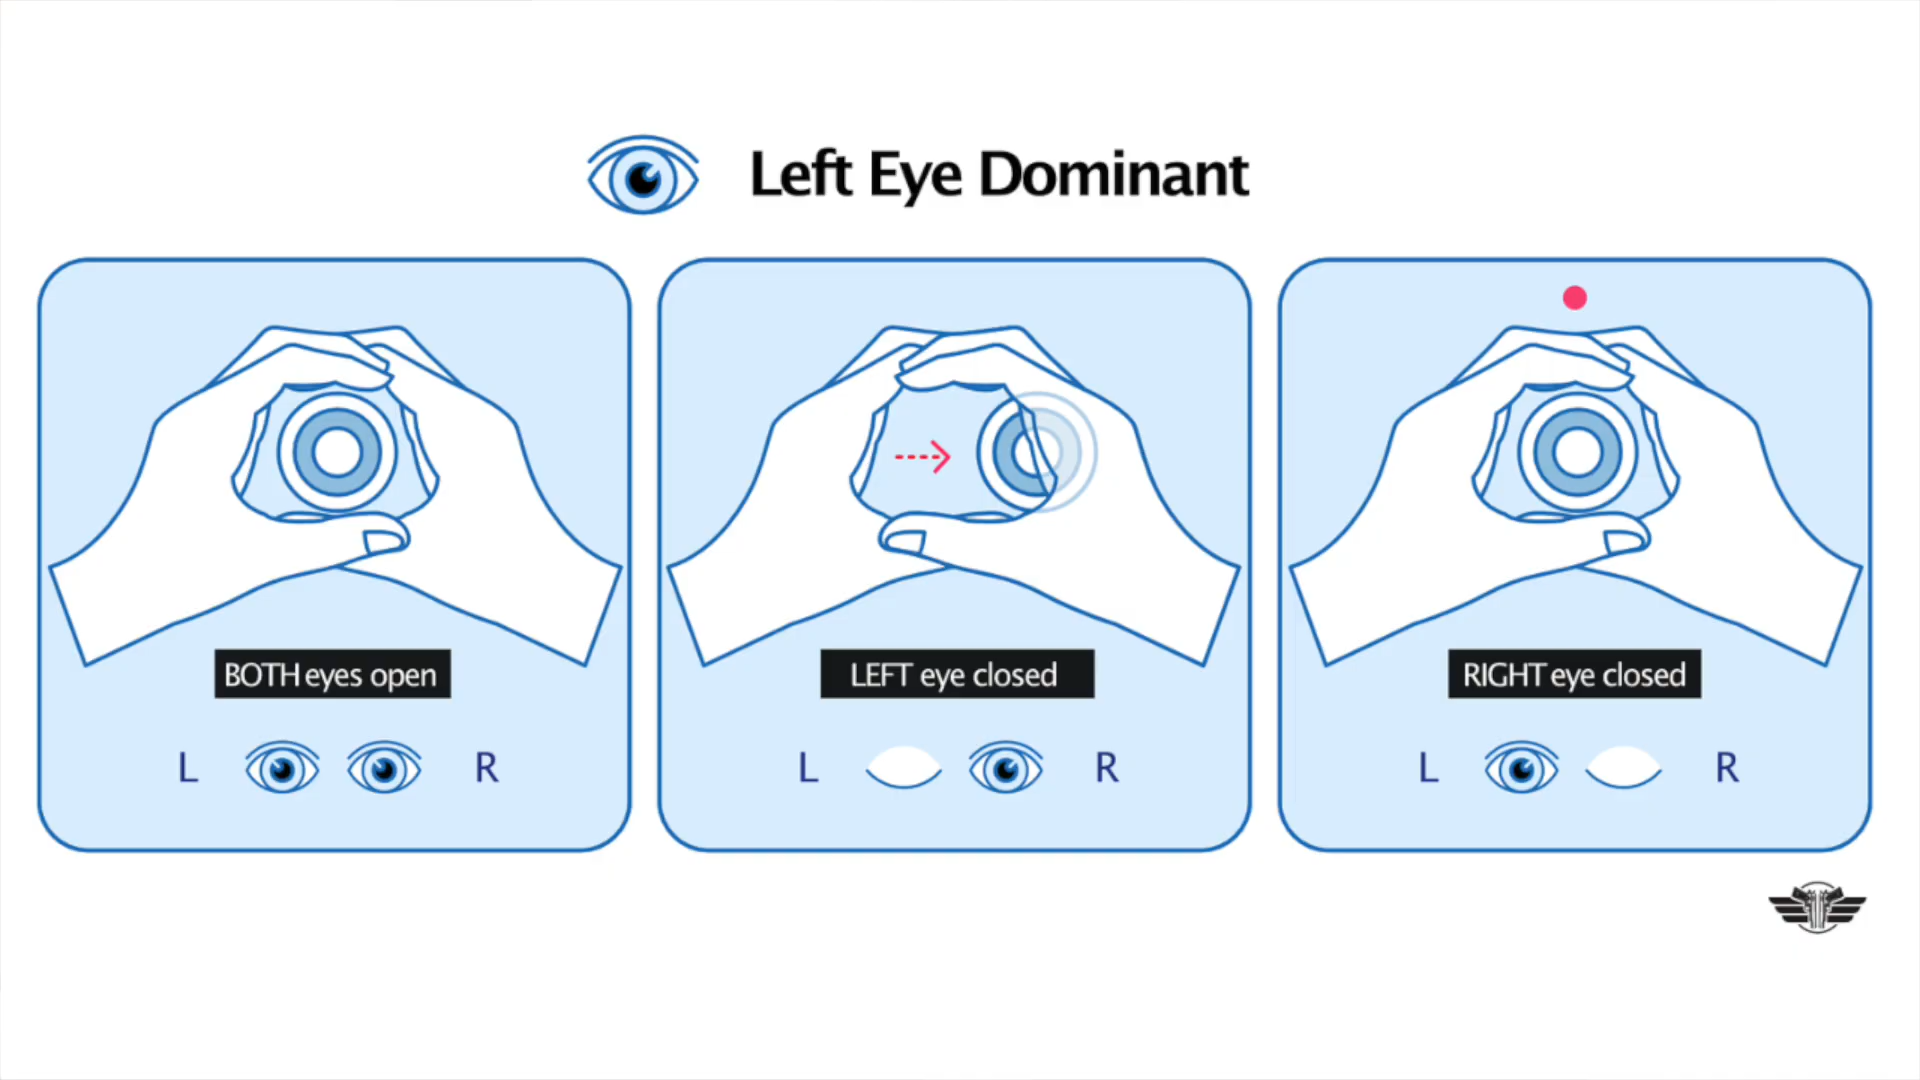 Left Eye Dominant
BOTH eyes open
LEFT eye closed
RIGHT eye closed
L R
L R
L R